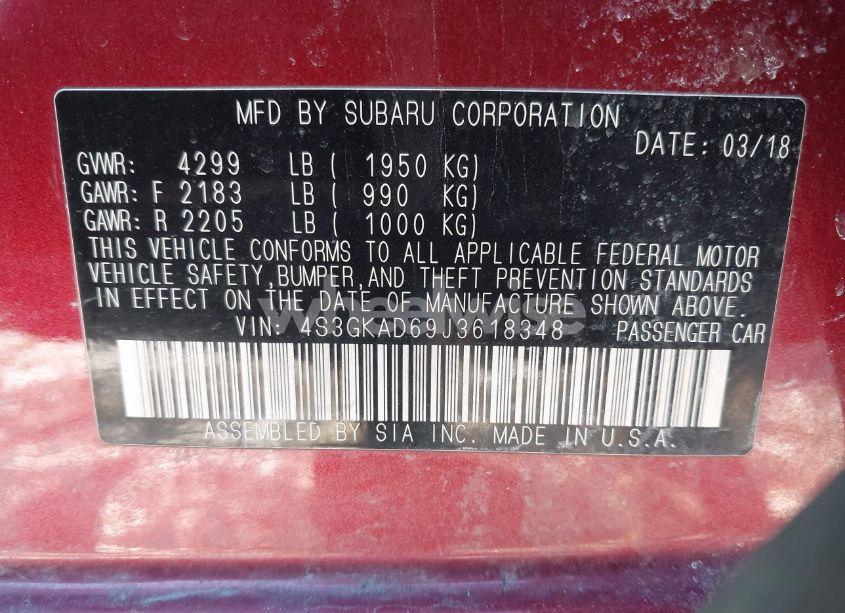 MFD BY SUBARU CORPORATION
DATE: 03/18
GVWR: 4299 LB ( 1950 KG)
GAWR: F 2183 LB ( 990 KG)
GAWR: R 2205 LB ( 1000 KG)
THIS VEHICLE CONFORMS TO ALL APPLICABLE FEDERAL MOTOR
VEHICLE SAFETY, BUMPER, AND THEFT PREVENTION STANDARDS
IN EFFECT ON THE DATE OF MANUFACTURE SHOWN ABOVE.
wheelwise
VIN: 4S3GKAD69J3618348 PASSENGER CAR
ASSEMBLED BY SIA INC. MADE IN U.S.A.